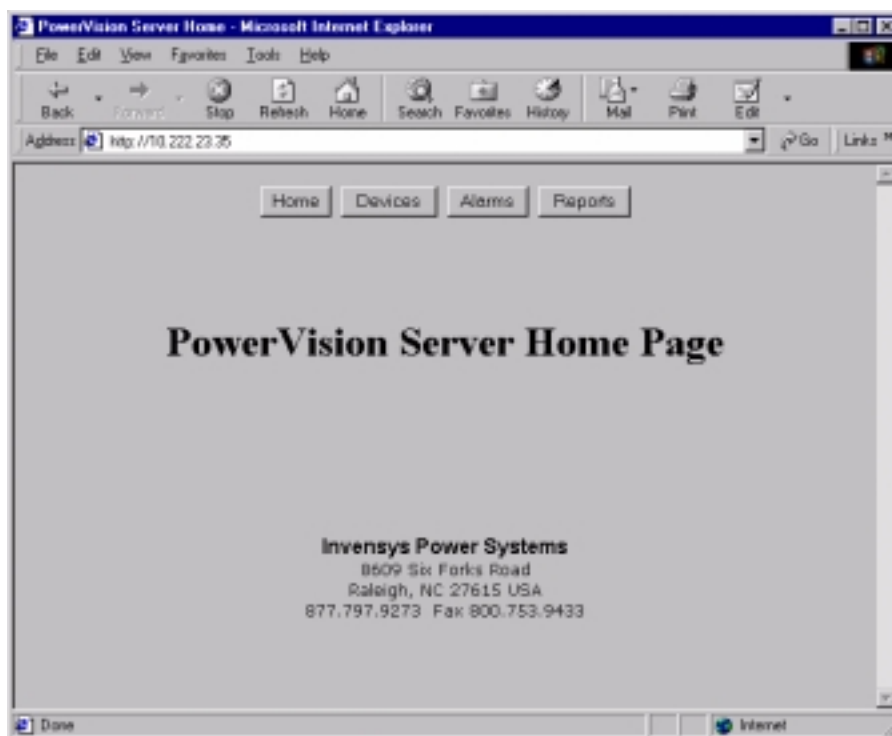 PowerVision Server Home - Microsoft Internet Explorer
File Edit View Favorites Tools Help
Back Forward Stop Refresh Home Search Favorites History Mail Print Edit
Address http://10.222.23.35 Go Links
Home Devices Alarms Reports
PowerVision Server Home Page
Invensys Power Systems
8609 Six Forks Road
Raleigh, NC 27615 USA
877.797.9273 Fax 800.753.9433
Done Internet